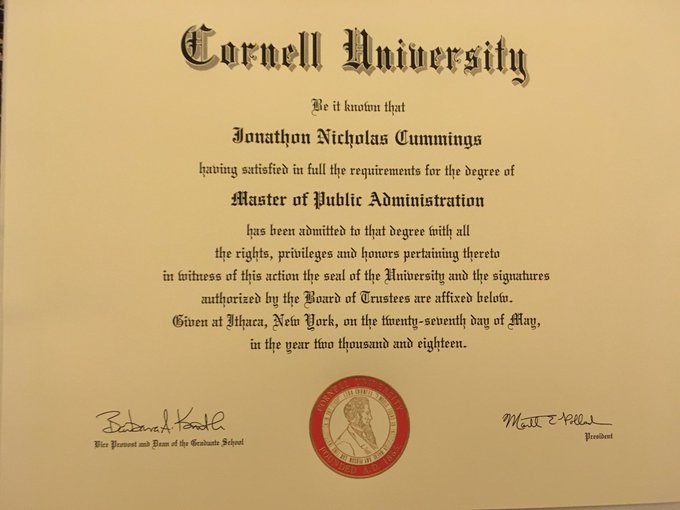 Cornell University
Be it known that
Jonathon Nicholas Cummings
having satisfied in full the requirements for the degree of
Master of Public Administration
has been admitted to that degree with all
the rights, privileges and honors pertaining thereto
in witness of this action the seal of the University and the signatures
authorized by the Board of Trustees are affixed below.
Given at Ithaca, New York, on the twenty-seventh day of May,
in the year two thousand and eighteen.
Vice Provost and Dean of the Graduate School
CORNELL UNIVERSITY
FOUNDED A.D. 1865
President